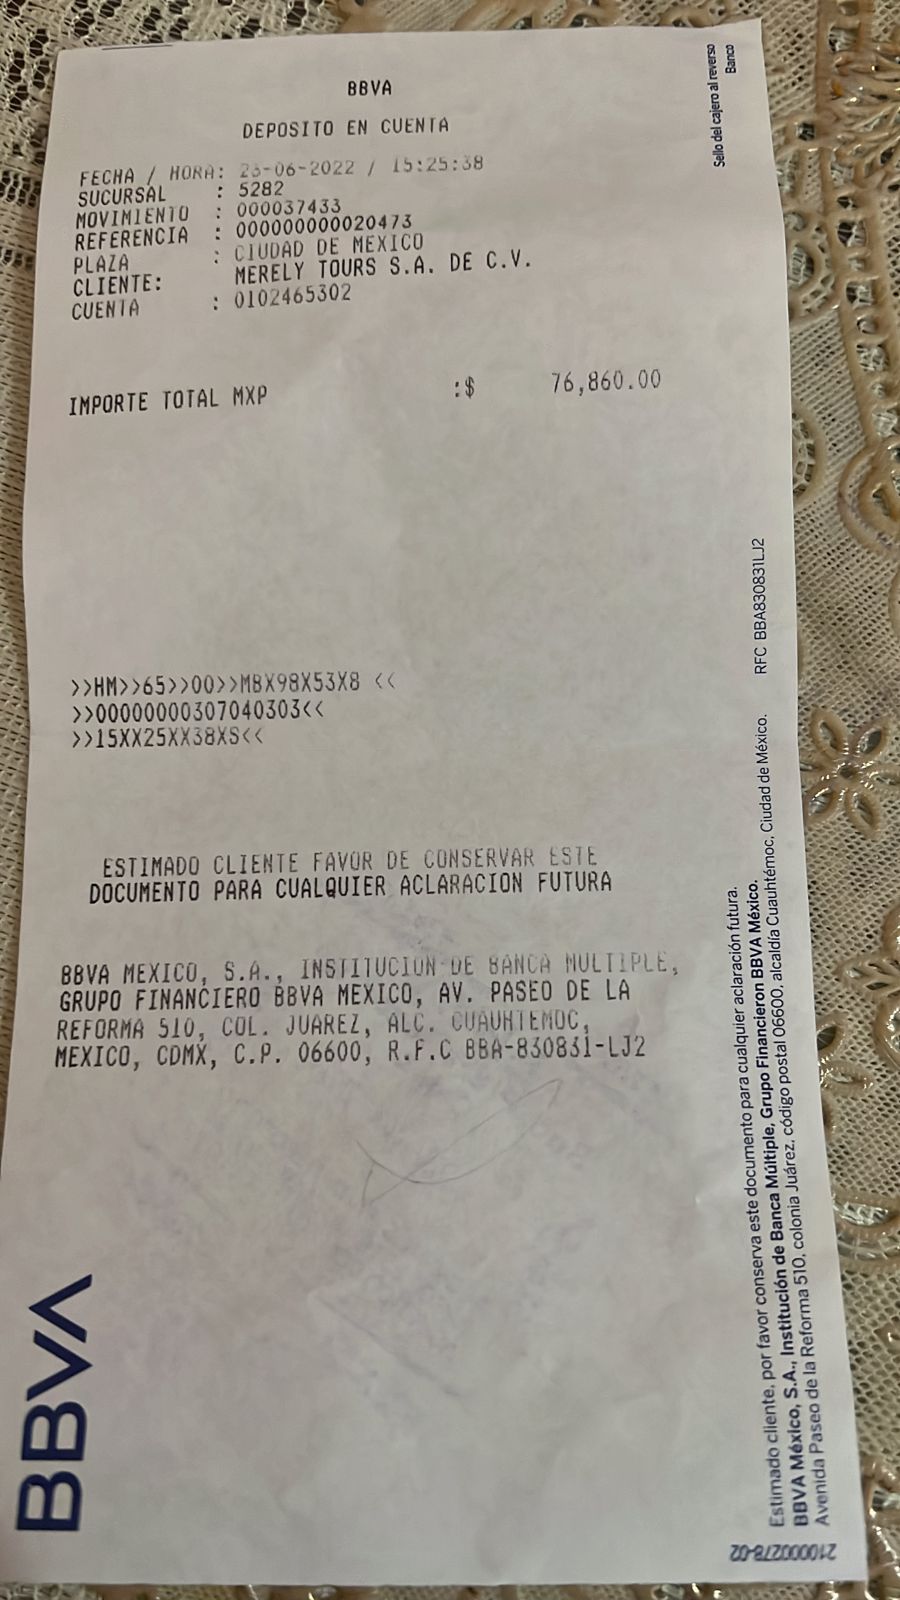 BBVA
DEPOSITO EN CUENTA
FECHA / HORA: 23-06-2022 / 15:25:38
SUCURSAL : 5282
MOVIMIENTO : 000037433
REFERENCIA : 000000000020473
PLAZA : CIUDAD DE MEXICO
CLIENTE: MERELY TOURS S.A. DE C.V.
CUENTA : 0102465302
IMPORTE TOTAL MXP :$ 76,860.00
>>HM>>65>>00>>MBX98X53X8 <<
>>00000000307040303<<
>>15XX25XX38XS<<
ESTIMADO CLIENTE FAVOR DE CONSERVAR ESTE
DOCUMENTO PARA CUALQUIER ACLARACION FUTURA
BBVA MEXICO, S.A., INSTITUCION DE BANCA MULTIPLE,
GRUPO FINANCIERO BBVA MEXICO, AV. PASEO DE LA
REFORMA 510, COL. JUAREZ, ALC. CUAUHTEMOC,
MEXICO, CDMX, C.P. 06600, R.F.C BBA-830831-LJ2
BBVA
Sello del cajero al reverso
Banco
Estimado cliente, por favor conserva este documento para cualquier aclaración futura.
BBVA México, S.A., Institución de Banca Múltiple, Grupo Financieron BBVA México.
Avenida Paseo de la Reforma 510, colonia Juárez, código postal 06600, alcaldía Cuauhtémoc, Ciudad de México. RFC BBA830831LJ2
210000278-02